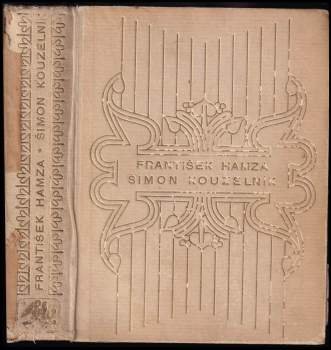 FRANTIŠEK HAMZA * ŠIMON KOUZELNÍK
FRANTIŠEK HAMZA
ŠIMON KOUZELNÍK